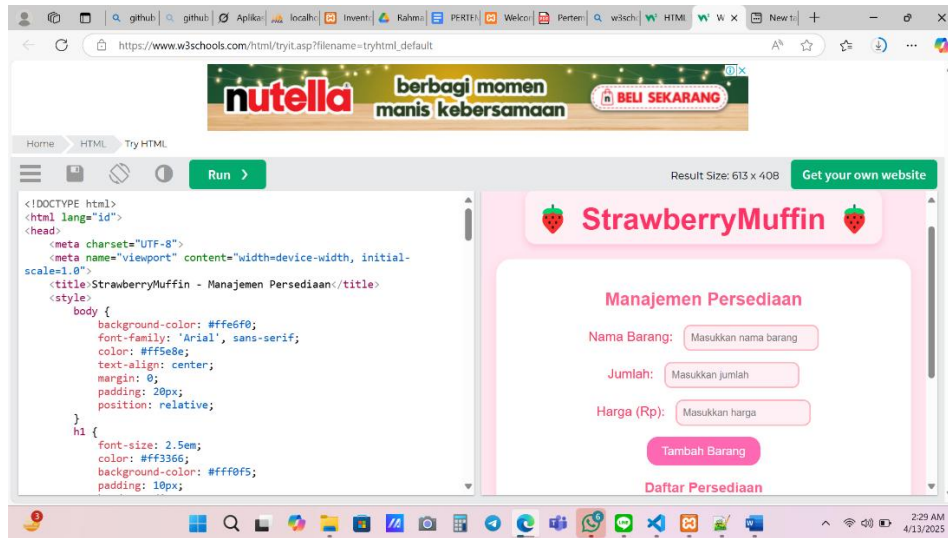 github
github
Aplikas
localho
Invent
Rahma
PERTEM
Welcor
Pertem
w3scho
HTML
W
New ta
https://www.w3schools.com/html/tryit.asp?filename=tryhtml_default
nutella
berbagi momen
manis kebersamaan
BELI SEKARANG
Home
HTML
Try HTML
Run ❯
Result Size: 613 x 408
Get your own website
<!DOCTYPE html>
<html lang="id">
<head>
<meta charset="UTF-8">
<meta name="viewport" content="width=device-width, initial-
scale=1.0">
<title>StrawberryMuffin - Manajemen Persediaan</title>
<style>
body {
background-color: #ffe6f0;
font-family: 'Arial', sans-serif;
color: #ff5e8e;
text-align: center;
margin: 0;
padding: 20px;
position: relative;
}
h1 {
font-size: 2.5em;
color: #ff3366;
background-color: #fff0f5;
padding: 10px;
StrawberryMuffin
Manajemen Persediaan
Nama Barang: Masukkan nama barang
Jumlah: Masukkan jumlah
Harga (Rp): Masukkan harga
Tambah Barang
Daftar Persediaan
3
2:29 AM
4/13/2025